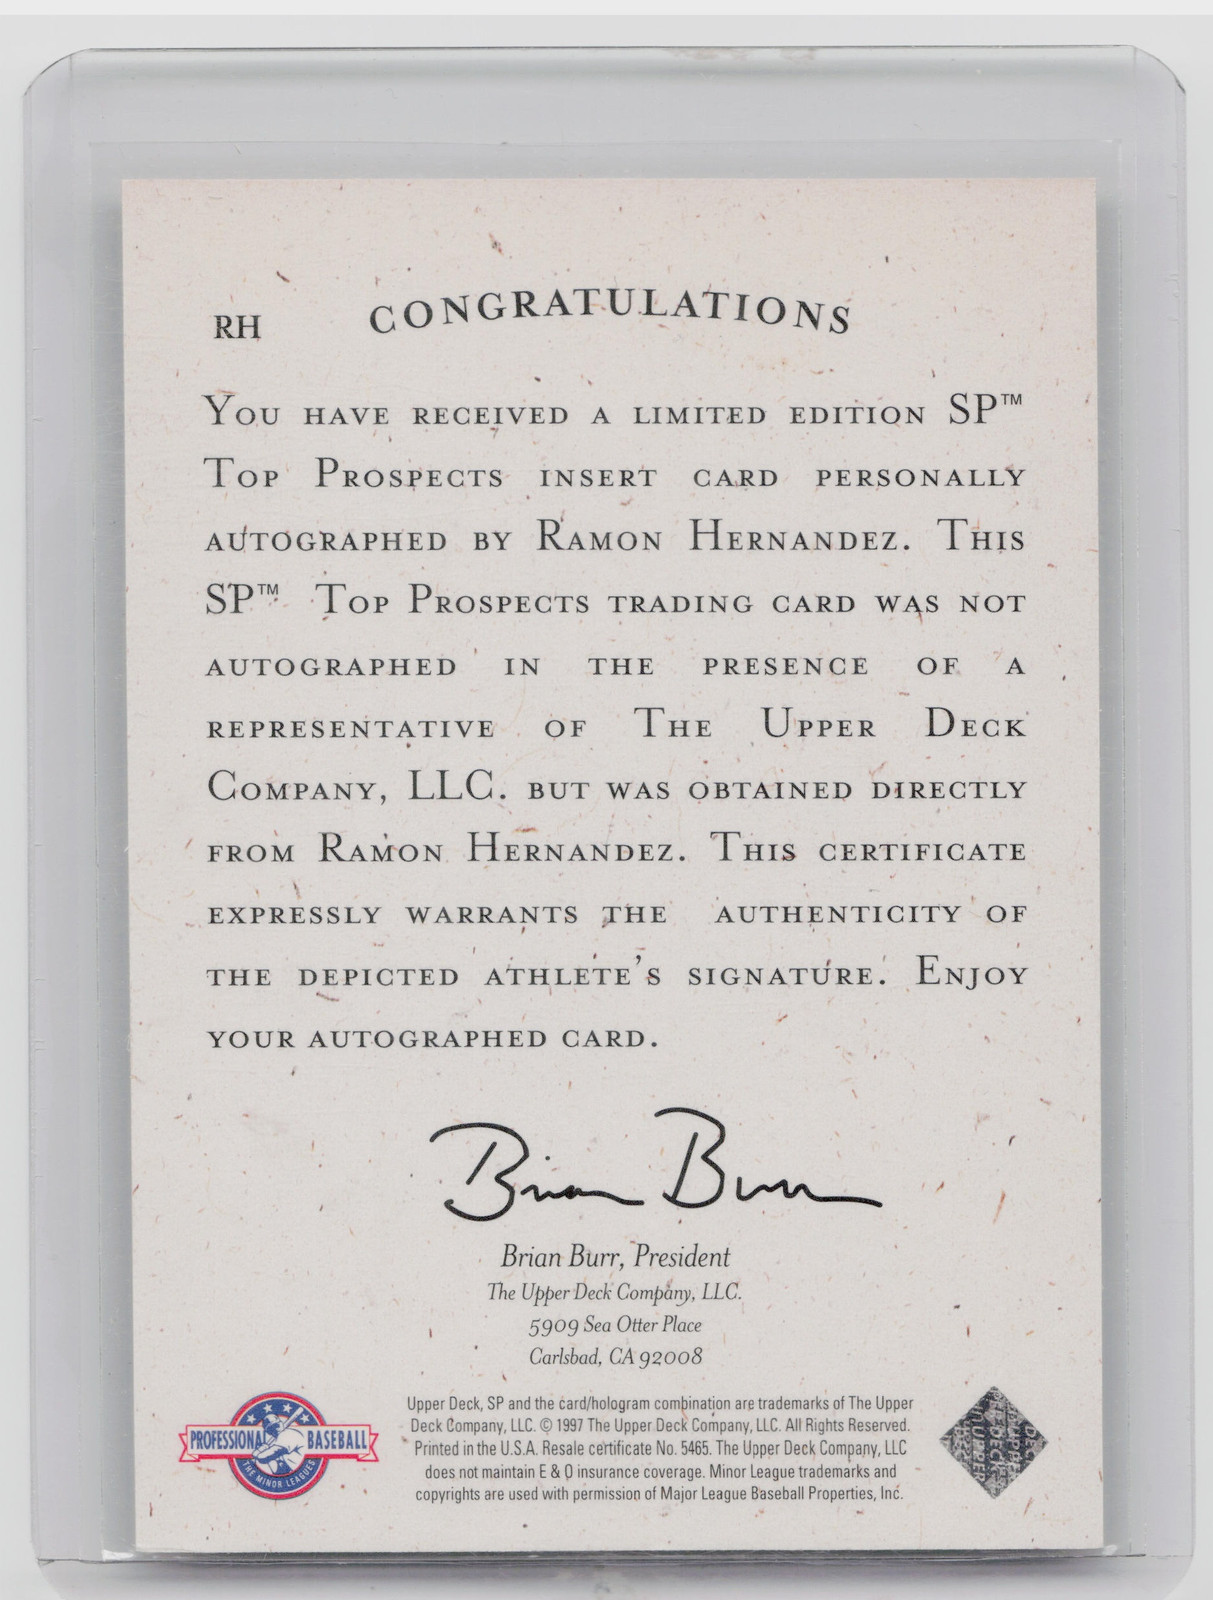 RH
CONGRATULATIONS
YOU HAVE RECEIVED A LIMITED EDITION SP™
TOP PROSPECTS INSERT CARD PERSONALLY
AUTOGRAPHED BY RAMON HERNANDEZ. THIS
SP™ TOP PROSPECTS TRADING CARD WAS NOT
AUTOGRAPHED IN THE PRESENCE OF A
REPRESENTATIVE OF THE UPPER DECK
COMPANY, LLC. BUT WAS OBTAINED DIRECTLY
FROM RAMON HERNANDEZ. THIS CERTIFICATE
EXPRESSLY WARRANTS THE AUTHENTICITY OF
THE DEPICTED ATHLETE'S SIGNATURE. ENJOY
YOUR AUTOGRAPHED CARD.
Brian Burr
Brian Burr, President
The Upper Deck Company, LLC.
5909 Sea Otter Place
Carlsbad, CA 92008
Upper Deck, SP and the card/hologram combination are trademarks of The Upper
Deck Company, LLC. © 1997 The Upper Deck Company, LLC. All Rights Reserved.
Printed in the U.S.A. Resale certificate No. 5465. The Upper Deck Company, LLC
does not maintain E & O insurance coverage. Minor League trademarks and
copyrights are used with permission of Major League Baseball Properties, Inc.
PROFESSIONAL BASEBALL
THE MINOR LEAGUES